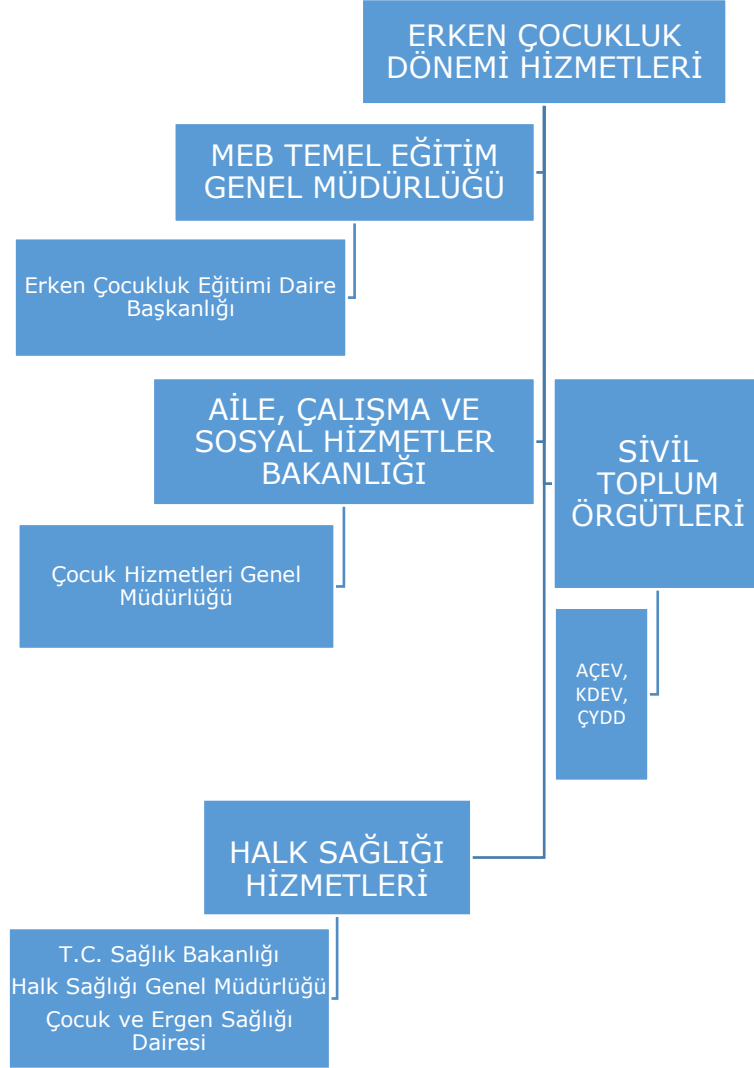 ERKEN ÇOCUKLUK
DÖNEMİ HİZMETLERİ
MEB TEMEL EĞİTİM
GENEL MÜDÜRLÜĞÜ
Erken Çocukluk Eğitimi Daire
Başkanlığı
AİLE, ÇALIŞMA VE
SOSYAL HİZMETLER
BAKANLIĞI
Çocuk Hizmetleri Genel
Müdürlüğü
SİVİL
TOPLUM
ÖRGÜTLERİ
AÇEV,
KDEV,
ÇYDD
HALK SAĞLIĞI
HİZMETLERİ
T.C. Sağlık Bakanlığı
Halk Sağlığı Genel Müdürlüğü
Çocuk ve Ergen Sağlığı
Dairesi